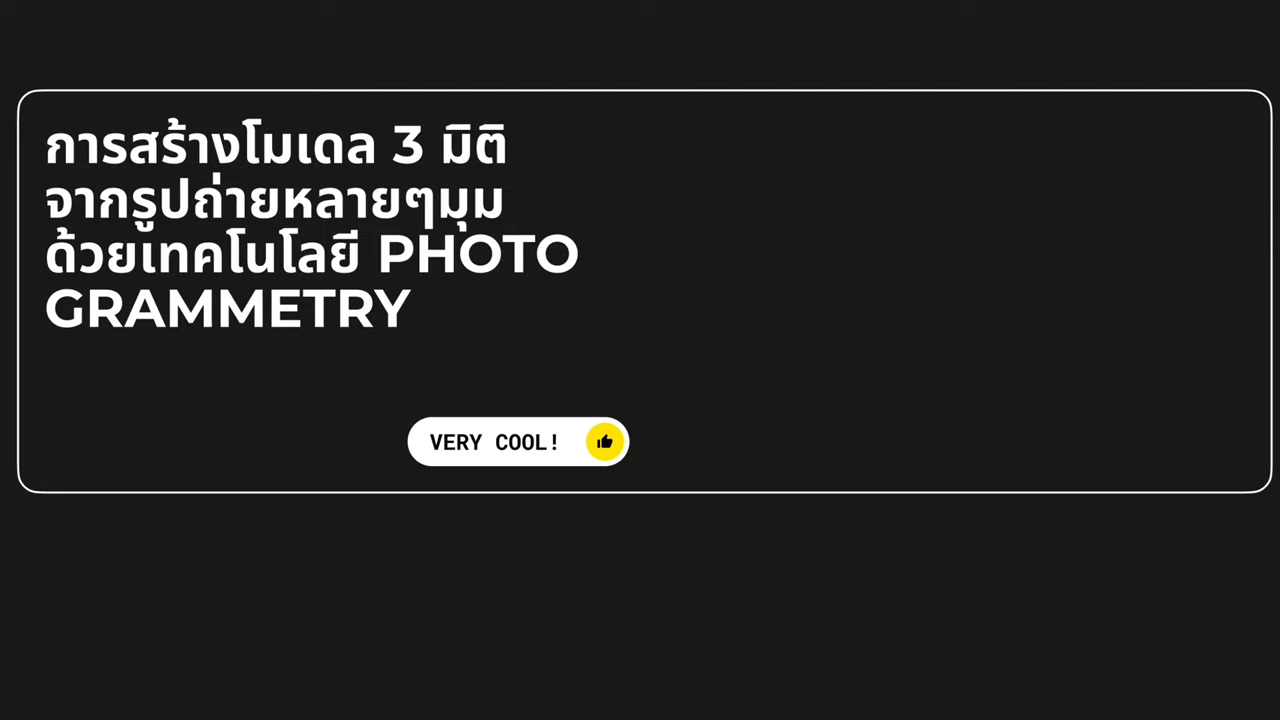 การสร้างโมเดล 3 มิติ
จากรูปถ่ายหลายๆมุม
ด้วยเทคโนโลยี PHOTO
GRAMMETRY
VERY COOL!